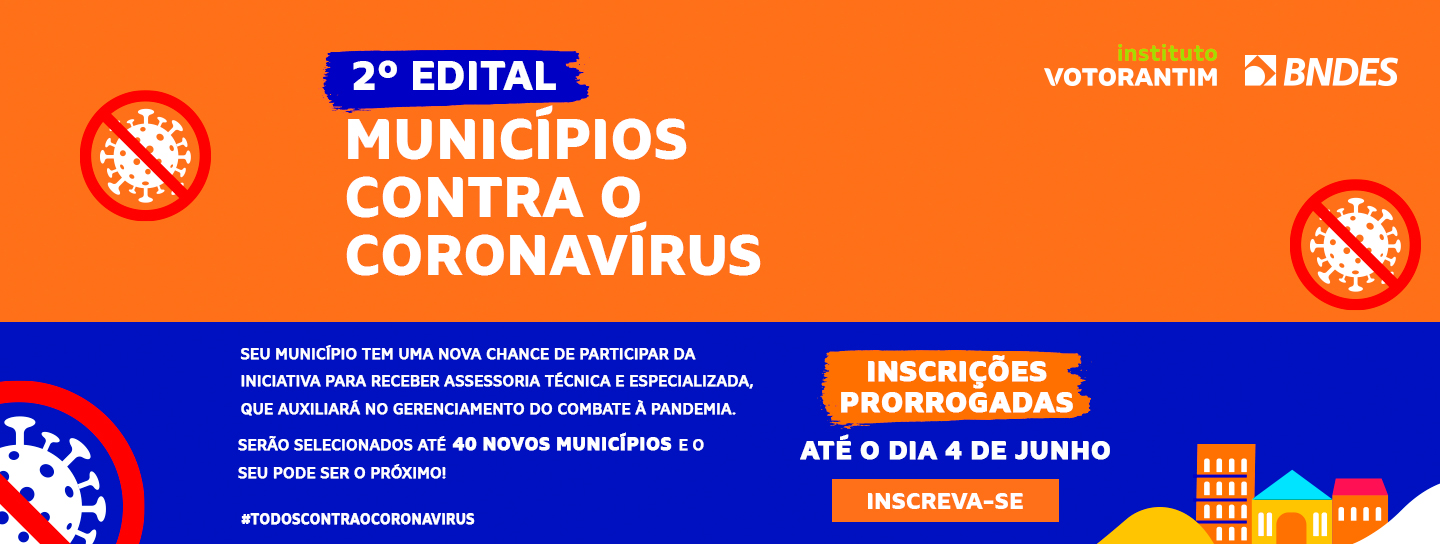 2º EDITAL
MUNICÍPIOS
CONTRA O
CORONAVÍRUS
instituto
VOTORANTIM
BNDES
SEU MUNICÍPIO TEM UMA NOVA CHANCE DE PARTICIPAR DA
INICIATIVA PARA RECEBER ASSESSORIA TÉCNICA E ESPECIALIZADA,
QUE AUXILIARÁ NO GERENCIAMENTO DO COMBATE À PANDEMIA.
SERÃO SELECIONADOS ATÉ 40 NOVOS MUNICÍPIOS E O
SEU PODE SER O PRÓXIMO!
#TODOSCONTRAOCORONAVIRUS
INSCRIÇÕES
PRORROGADAS
ATÉ O DIA 4 DE JUNHO
INSCREVA-SE